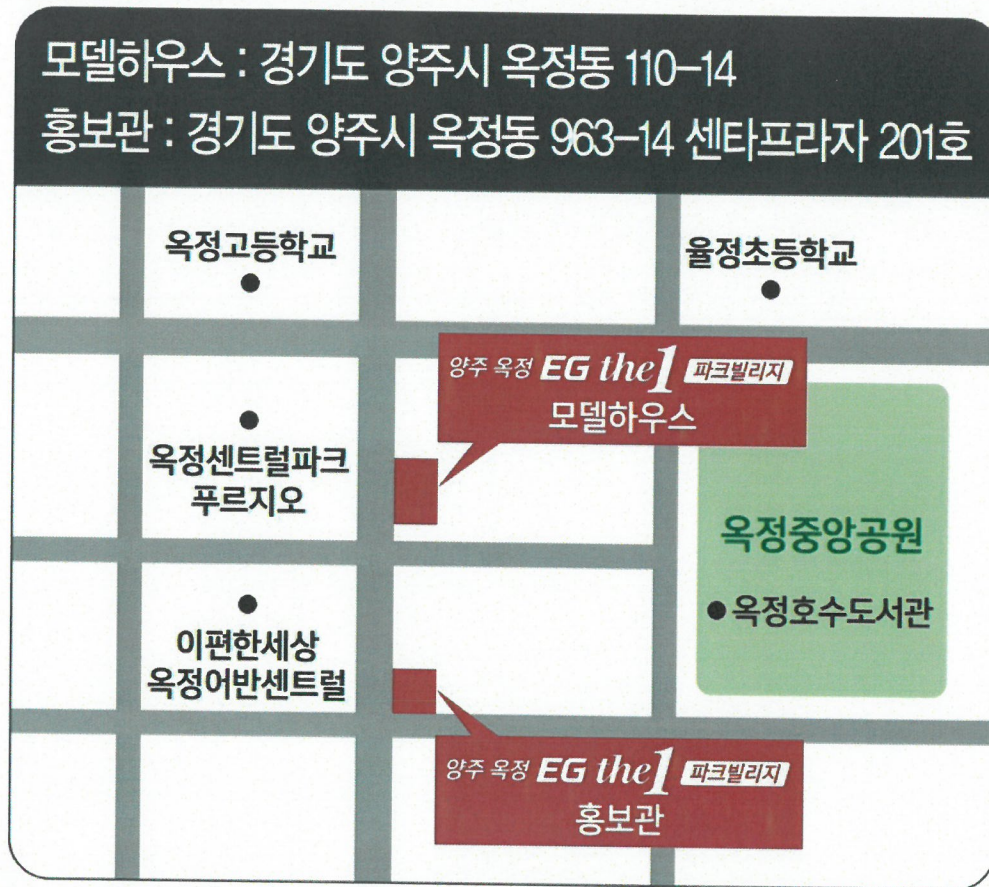 모델하우스 : 경기도 양주시 옥정동 110-14
홍보관 : 경기도 양주시 옥정동 963-14 센타프라자 201호
옥정고등학교
율정초등학교
양주 옥정 EG the1 파크빌리지
모델하우스
옥정센트럴파크
푸르지오
옥정중앙공원
옥정호수도서관
이편한세상
옥정어반센트럴
양주 옥정 EG the1 파크빌리지
홍보관